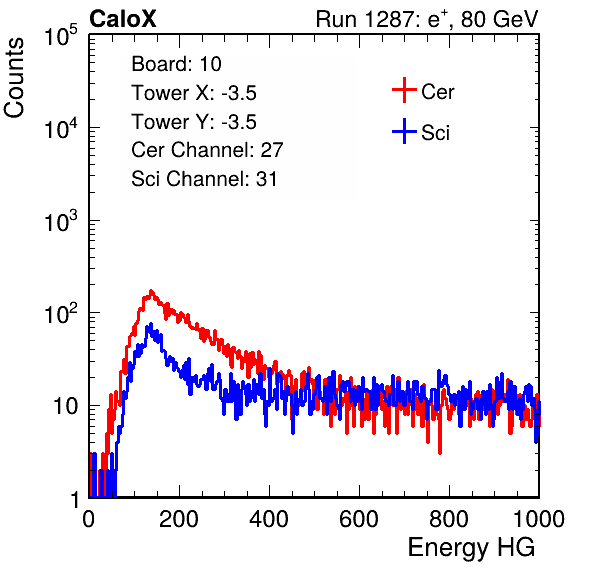 CaloX Run 1287: e⁺, 80 GeV
Counts
10⁵
10⁴
10³
10²
10
1
Board: 10
Tower X: -3.5
Tower Y: -3.5
Cer Channel: 27
Sci Channel: 31
Cer
Sci
0 200 400 600 800 1000
Energy HG